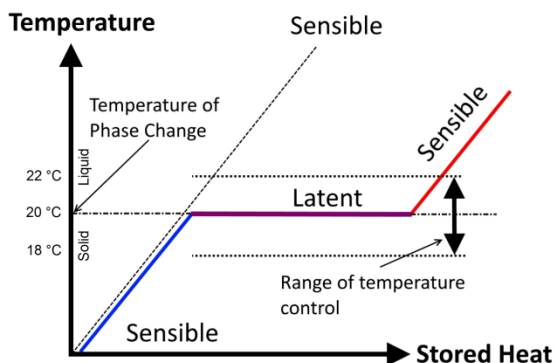 Temperature
Sensible
Temperature of
Phase Change
Sensible
Liquid
22 °C
Latent
20 °C
Solid
18 °C
Range of temperature
control
Sensible
Stored Heat